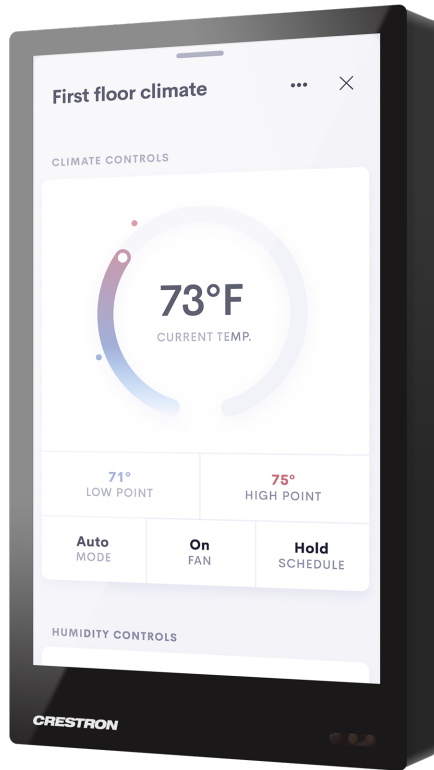 First floor climate
CLIMATE CONTROLS
73°F
CURRENT TEMP.
71°
LOW POINT
75°
HIGH POINT
Auto
MODE
On
FAN
Hold
SCHEDULE
HUMIDITY CONTROLS
CRESTRON